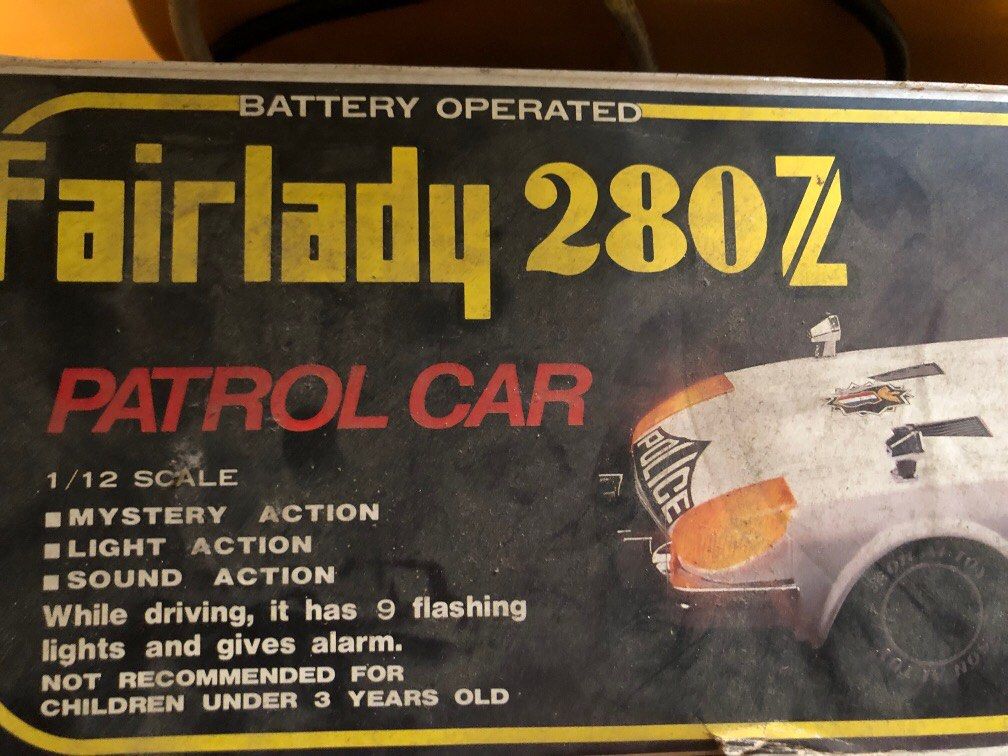 BATTERY OPERATED
Fairlady 280Z
PATROL CAR
1/12 SCALE
MYSTERY ACTION
LIGHT ACTION
SOUND ACTION
While driving, it has 9 flashing
lights and gives alarm.
NOT RECOMMENDED FOR
CHILDREN UNDER 3 YEARS OLD
POLICE